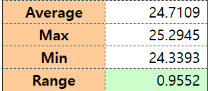 Average 24.7109
Max 25.2945
Min 24.3393
Range 0.9552